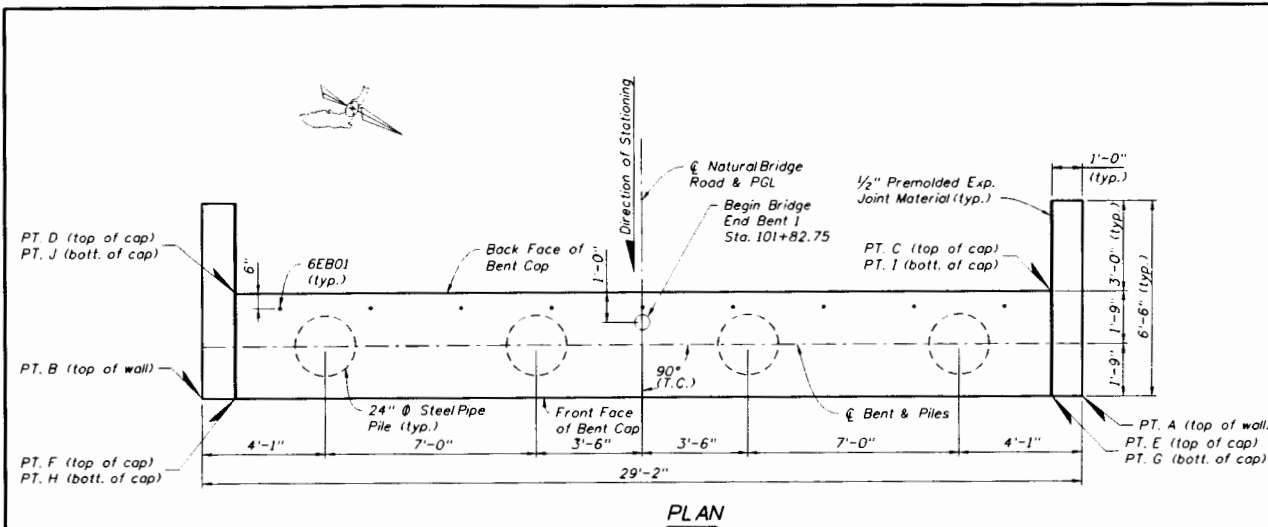 Direction of Stationing
℄ Natural Bridge
Road & PGL
Begin Bridge
End Bent 1
Sta. 101+82.75
½" Premolded Exp.
Joint Material (typ.)
1'-0"
(typ.)
PT. D (top of cap)
PT. J (bott. of cap)
6"
6EB01
(typ.)
Back Face of
Bent Cap
1'-0"
PT. C (top of cap)
PT. I (bott. of cap)
3'-0" (typ.)
1'-9"
1'-9"
6'-6" (typ.)
PT. B (top of wall)
24" Φ Steel Pipe
Pile (typ.)
Front Face
of Bent Cap
90°
(T.C.)
℄ Bent & Piles
PT. A (top of wall)
PT. E (top of cap)
PT. G (bott. of cap)
PT. F (top of cap)
PT. H (bott. of cap)
4'-1"
7'-0"
3'-6"
3'-6"
7'-0"
4'-1"
29'-2"
PLAN